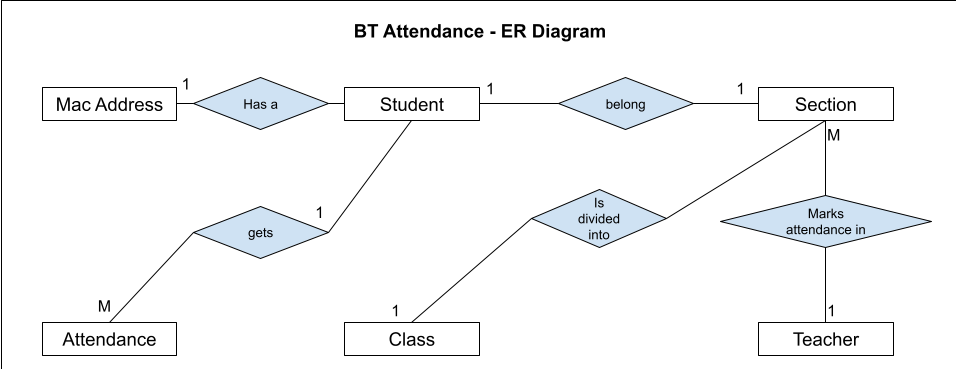 BT Attendance - ER Diagram
Mac Address
1
Has a
Student
1
belong
1
Section
M
Is
divided
into
Marks
attendance in
1
gets
M
1
1
Attendance
Class
Teacher